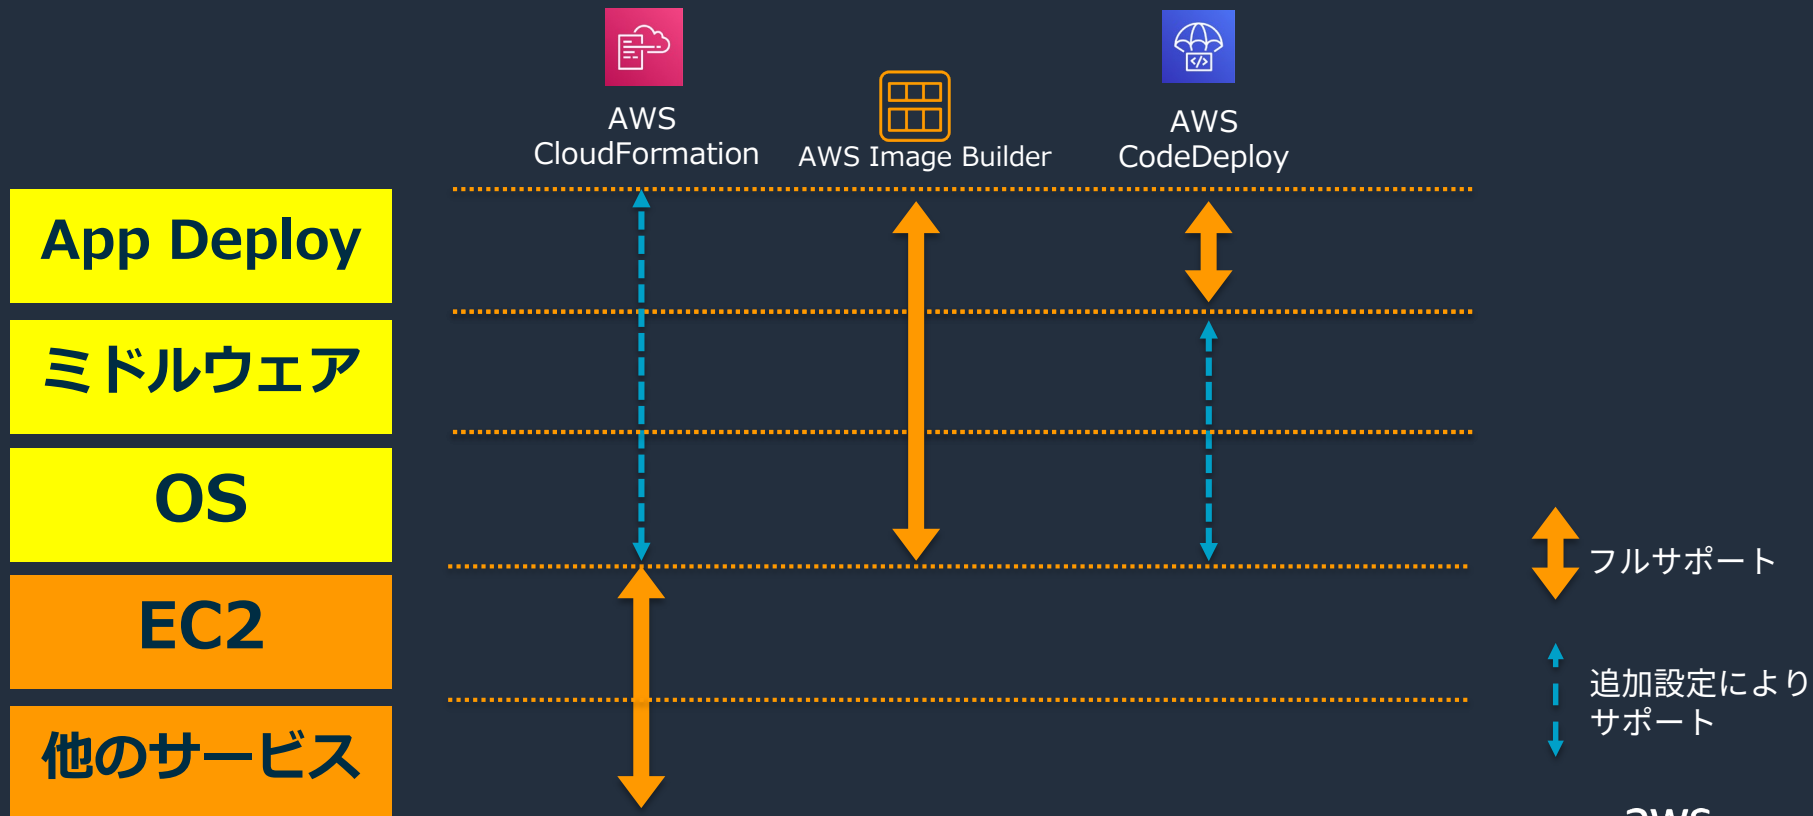 AWS
CloudFormation
AWS Image Builder
AWS
CodeDeploy
App Deploy
ミドルウェア
OS
EC2
他のサービス
フルサポート
追加設定により
サポート
aws